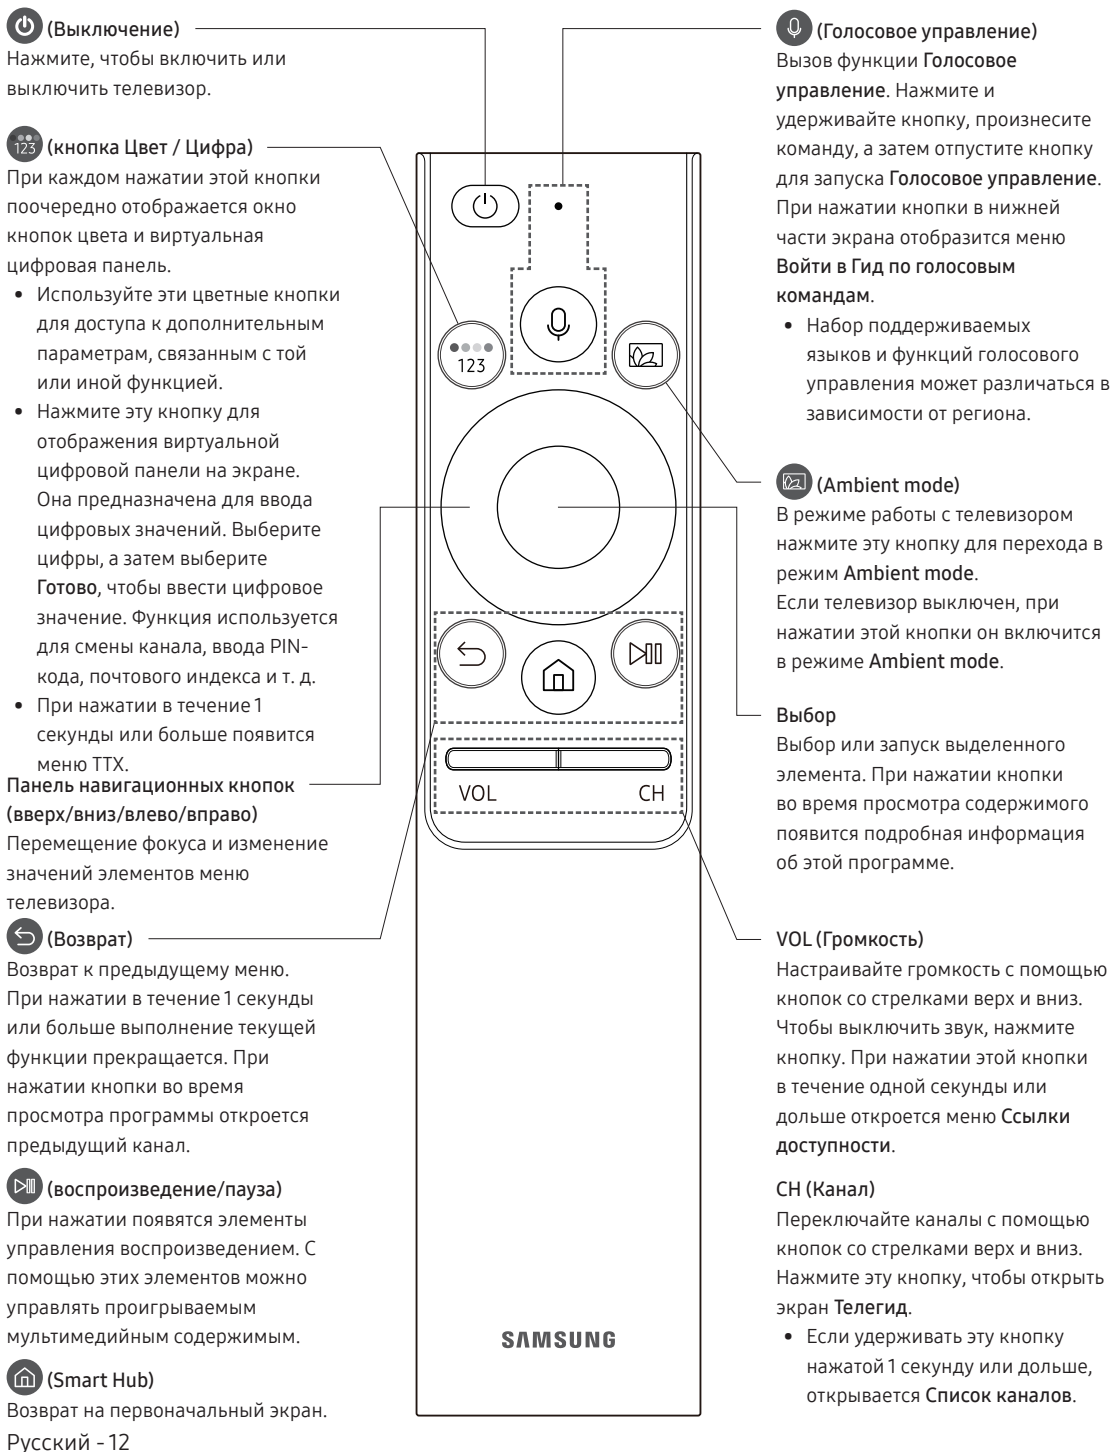 (Выключение)
Нажмите, чтобы включить или
выключить телевизор.
123 (кнопка Цвет / Цифра)
При каждом нажатии этой кнопки
поочередно отображается окно
кнопок цвета и виртуальная
цифровая панель.
• Используйте эти цветные кнопки
для доступа к дополнительным
параметрам, связанным с той
или иной функцией.
• Нажмите эту кнопку для
отображения виртуальной
цифровой панели на экране.
Она предназначена для ввода
цифровых значений. Выберите
цифры, а затем выберите
Готово, чтобы ввести цифровое
значение. Функция используется
для смены канала, ввода PIN-
кода, почтового индекса и т. д.
• При нажатии в течение 1
секунды или больше появится
меню TTX.
Панель навигационных кнопок
(вверх/вниз/влево/вправо)
Перемещение фокуса и изменение
значений элементов меню
телевизора.
(Возврат)
Возврат к предыдущему меню.
При нажатии в течение 1 секунды
или больше выполнение текущей
функции прекращается. При
нажатии кнопки во время
просмотра программы откроется
предыдущий канал.
(воспроизведение/пауза)
При нажатии появятся элементы
управления воспроизведением. С
помощью этих элементов можно
управлять проигрываемым
мультимедийным содержимым.
(Smart Hub)
Возврат на первоначальный экран.
123
VOL CH
SAMSUNG
(Голосовое управление)
Вызов функции Голосовое
управление. Нажмите и
удерживайте кнопку, произнесите
команду, а затем отпустите кнопку
для запуска Голосовое управление.
При нажатии кнопки в нижней
части экрана отобразится меню
Войти в Гид по голосовым
командам.
• Набор поддерживаемых
языков и функций голосового
управления может различаться в
зависимости от региона.
(Ambient mode)
В режиме работы с телевизором
нажмите эту кнопку для перехода в
режим Ambient mode.
Если телевизор выключен, при
нажатии этой кнопки он включится
в режиме Ambient mode.
Выбор
Выбор или запуск выделенного
элемента. При нажатии кнопки
во время просмотра содержимого
появится подробная информация
об этой программе.
VOL (Громкость)
Настраивайте громкость с помощью
кнопок со стрелками верх и вниз.
Чтобы выключить звук, нажмите
кнопку. При нажатии этой кнопки
в течение одной секунды или
дольше откроется меню Ссылки
доступности.
CH (Канал)
Переключайте каналы с помощью
кнопок со стрелками верх и вниз.
Нажмите эту кнопку, чтобы открыть
экран Телегид.
• Если удерживать эту кнопку
нажатой 1 секунду или дольше,
открывается Список каналов.
Русский - 12